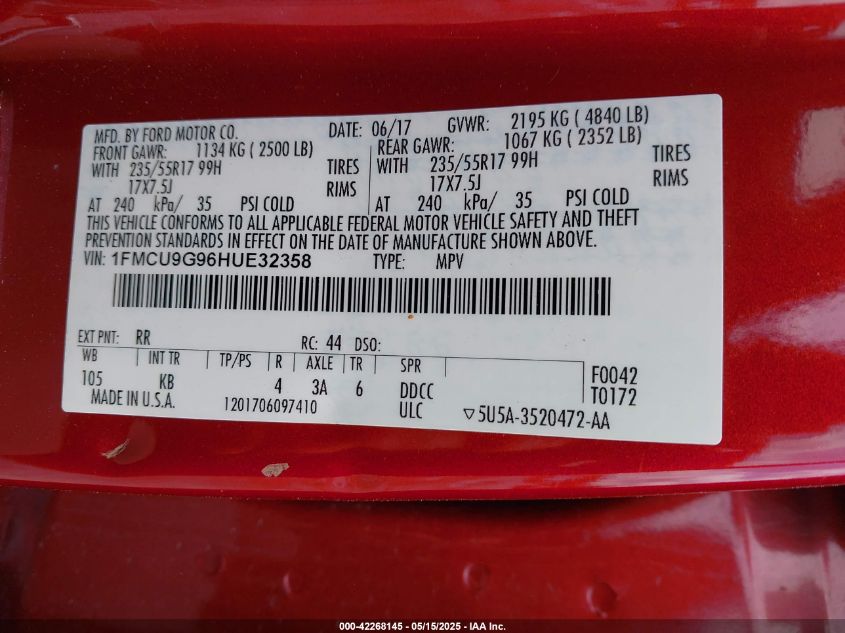 MFD. BY FORD MOTOR CO. DATE: 06/17 GVWR: 2195 KG ( 4840 LB)
FRONT GAWR: 1134 KG ( 2500 LB) REAR GAWR: 1067 KG ( 2352 LB)
WITH 235/55R17 99H TIRES WITH 235/55R17 99H TIRES
17X7.5J RIMS 17X7.5J RIMS
AT 240 kPa/ 35 PSI COLD AT 240 kPa/ 35 PSI COLD
THIS VEHICLE CONFORMS TO ALL APPLICABLE FEDERAL MOTOR VEHICLE SAFETY AND THEFT
PREVENTION STANDARDS IN EFFECT ON THE DATE OF MANUFACTURE SHOWN ABOVE.
VIN: 1FMCU9G96HUE32358 TYPE: MPV
EXT PNT: RR RC: 44 DSO:
WB INT TR TP/PS R AXLE TR SPR F0042
105 KB 4 3A 6 DDCC T0172
MADE IN U.S.A. 1201706097410 ULC ▽5U5A-3520472-AA
000-42268145 - 05/15/2025 - IAA Inc.